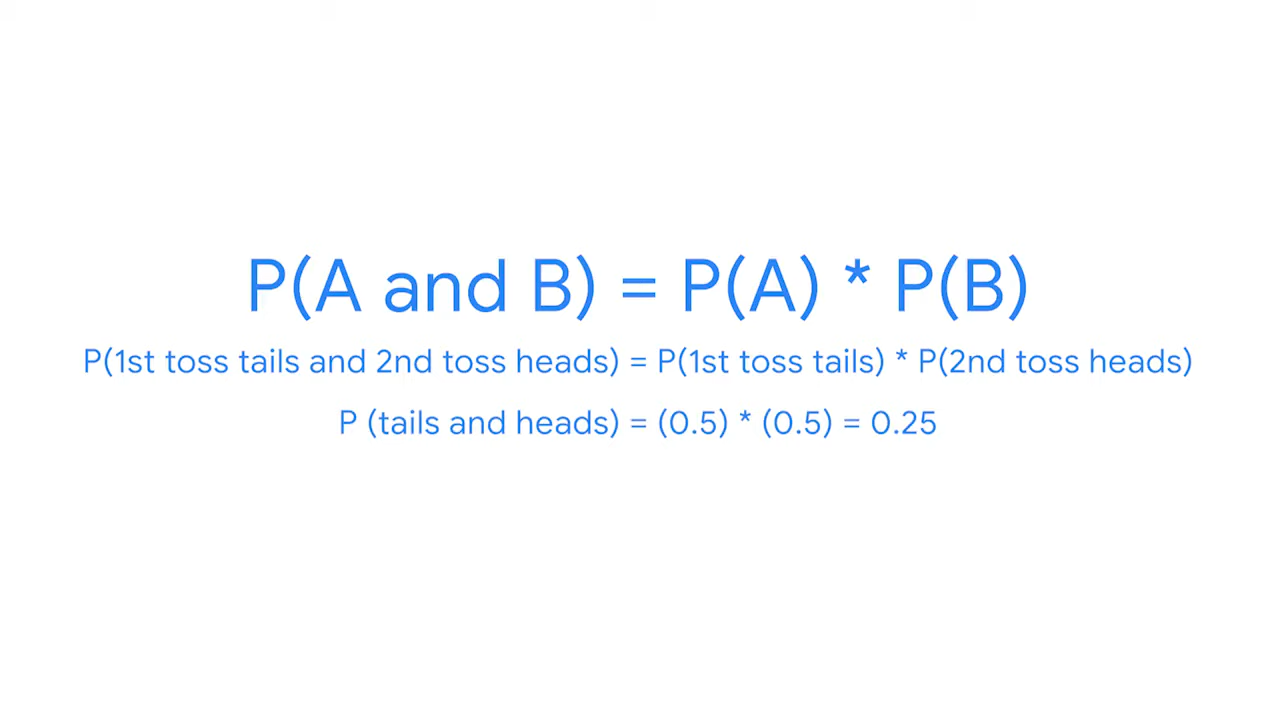 P(A and B) = P(A) * P(B)
P(1st toss tails and 2nd toss heads) = P(1st toss tails) * P(2nd toss heads)
P (tails and heads) = (0.5) * (0.5) = 0.25